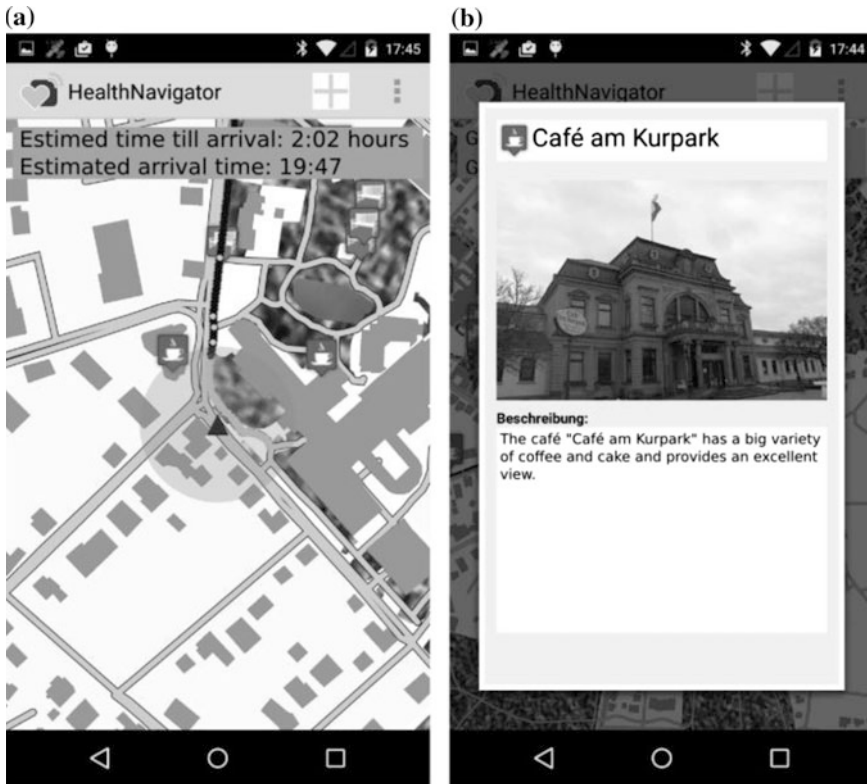 (a)
17:45
HealthNavigator
Estimed time till arrival: 2:02 hours
Estimated arrival time: 19:47
(b)
17:44
HealthNavigator
G
G
Café am Kurpark
Beschreibung:
The café "Café am Kurpark" has a big variety
of coffee and cake and provides an excellent
view.